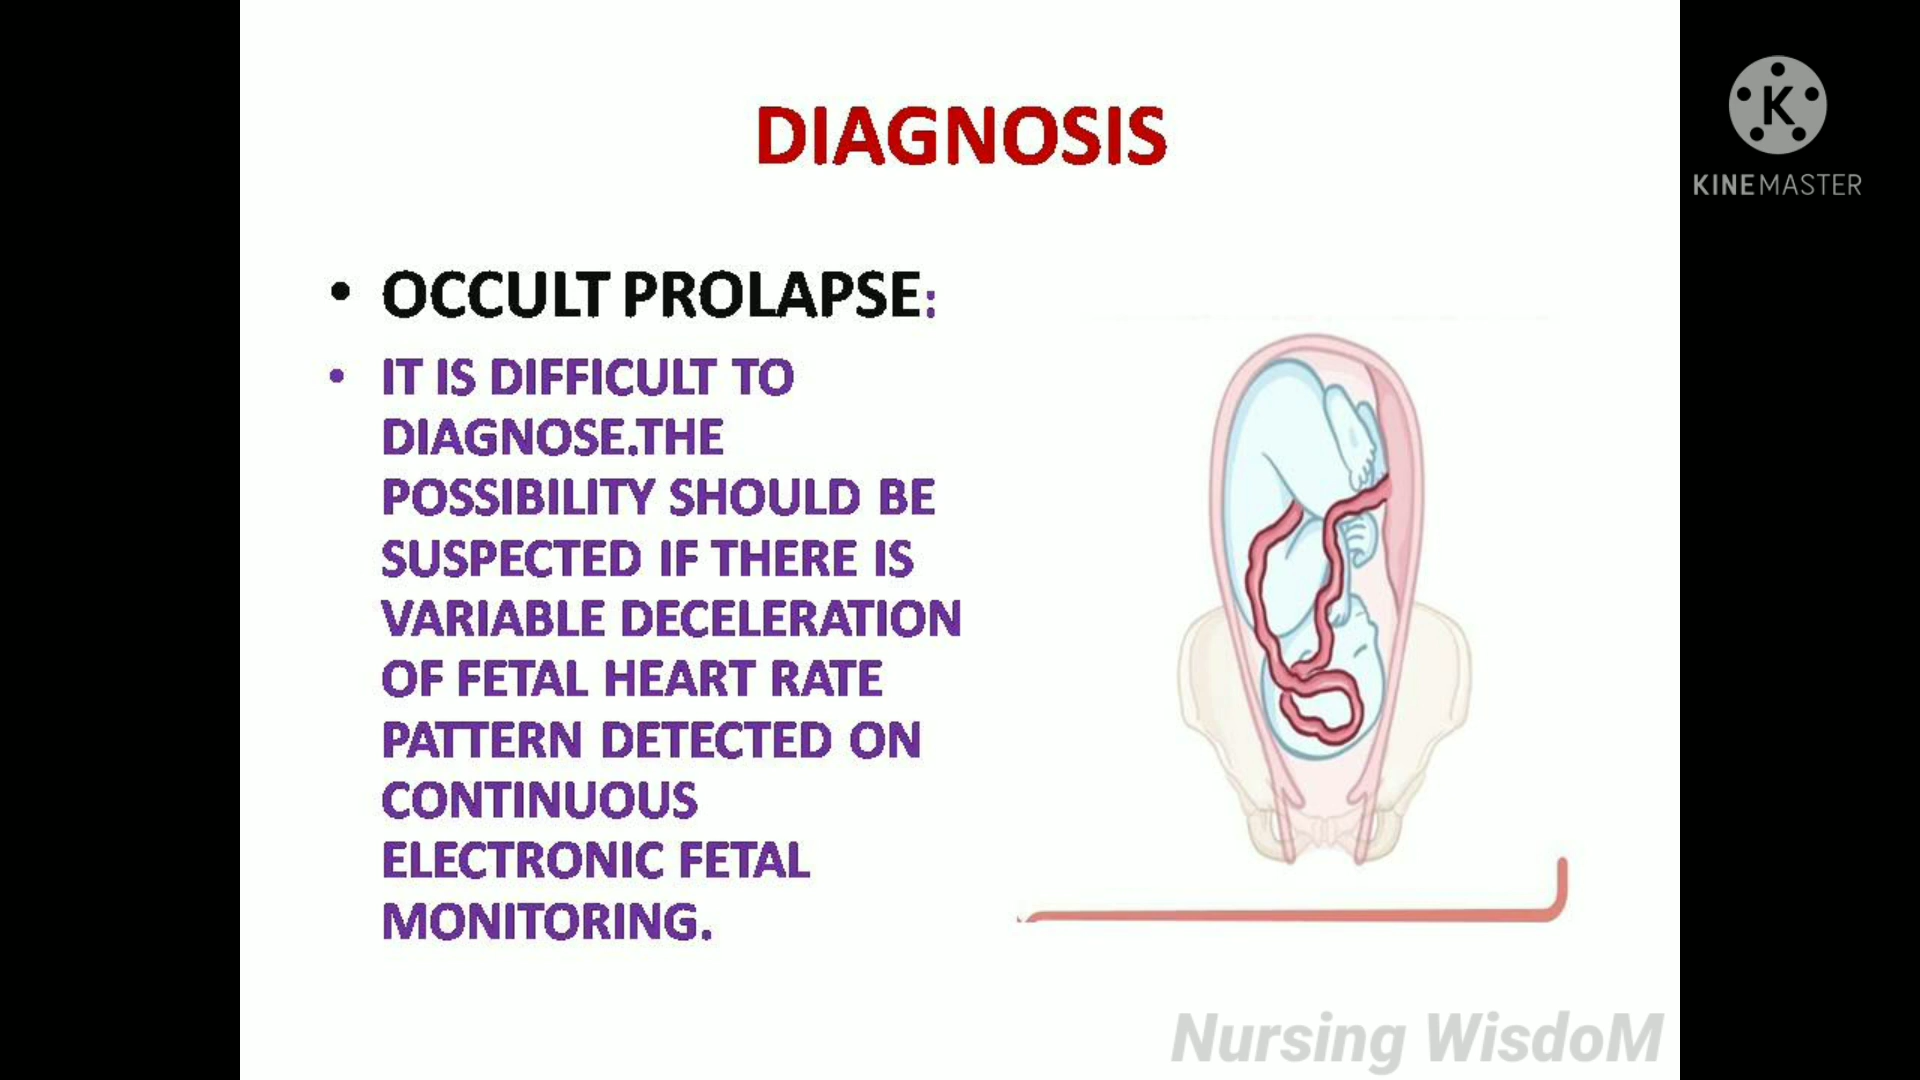 DIAGNOSIS
K
KINEMASTER
• OCCULT PROLAPSE:
• IT IS DIFFICULT TO
DIAGNOSE.THE
POSSIBILITY SHOULD BE
SUSPECTED IF THERE IS
VARIABLE DECELERATION
OF FETAL HEART RATE
PATTERN DETECTED ON
CONTINUOUS
ELECTRONIC FETAL
MONITORING.
Nursing WisdoM